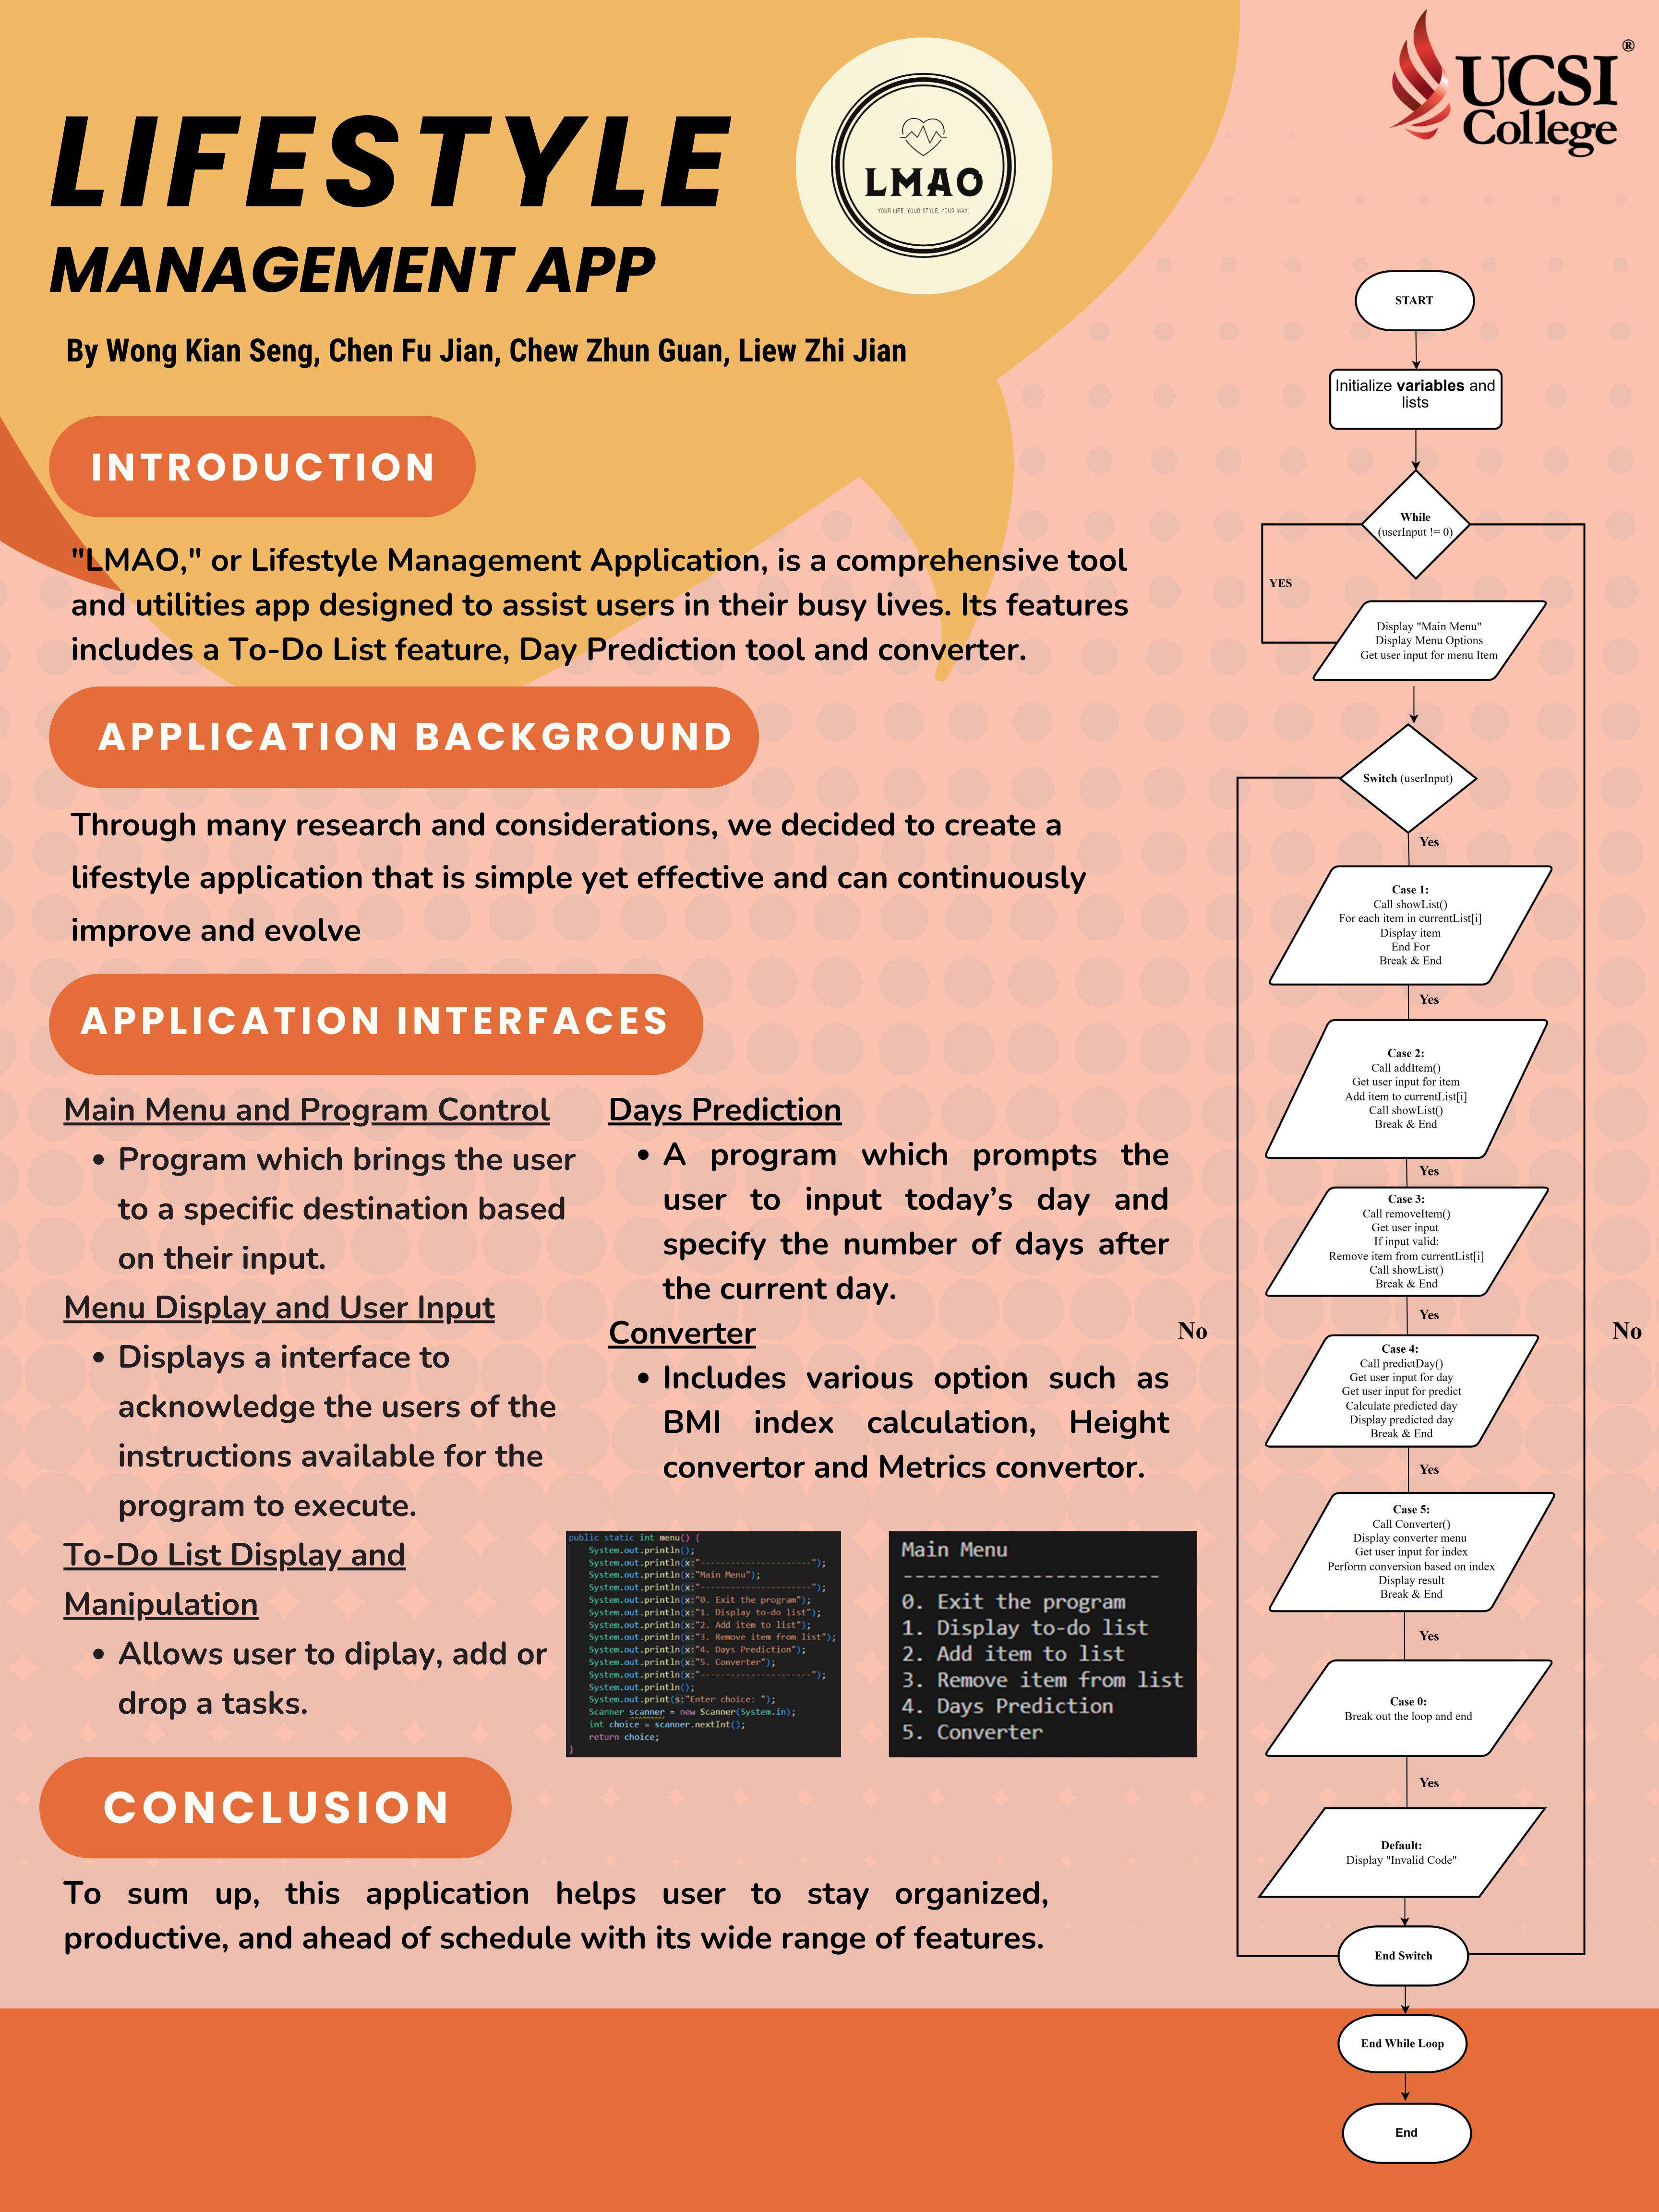 LIFESTYLE
MANAGEMENT APP
LMAO
"YOUR LIFE, YOUR STYLE, YOUR WAY."
UCSI
College
®
By Wong Kian Seng, Chen Fu Jian, Chew Zhun Guan, Liew Zhi Jian
INTRODUCTION
"LMAO," or Lifestyle Management Application, is a comprehensive tool
and utilities app designed to assist users in their busy lives. Its features
includes a To-Do List feature, Day Prediction tool and converter.
APPLICATION BACKGROUND
Through many research and considerations, we decided to create a
lifestyle application that is simple yet effective and can continuously
improve and evolve
APPLICATION INTERFACES
Main Menu and Program Control
• Program which brings the user
to a specific destination based
on their input.
Menu Display and User Input
• Displays a interface to
acknowledge the users of the
instructions available for the
program to execute.
To-Do List Display and
Manipulation
• Allows user to diplay, add or
drop a tasks.
Days Prediction
• A program which prompts the
user to input today’s day and
specify the number of days after
the current day.
Converter
• Includes various option such as
BMI index calculation, Height
convertor and Metrics convertor.
public static int menu() {
System.out.println();
System.out.println(x:"----------------------");
System.out.println(x:"Main Menu");
System.out.println(x:"----------------------");
System.out.println(x:"0. Exit the program");
System.out.println(x:"1. Display to-do list");
System.out.println(x:"2. Add item to list");
System.out.println(x:"3. Remove item from list");
System.out.println(x:"4. Days Prediction");
System.out.println(x:"5. Converter");
System.out.println(x:"----------------------");
System.out.println();
System.out.print(s:"Enter choice: ");
Scanner scanner = new Scanner(System.in);
int choice = scanner.nextInt();
return choice;
}
Main Menu
----------------------
0. Exit the program
1. Display to-do list
2. Add item to list
3. Remove item from list
4. Days Prediction
5. Converter
CONCLUSION
To sum up, this application helps user to stay organized,
productive, and ahead of schedule with its wide range of features.
START
Initialize variables and
lists
While
(userInput != 0)
YES
Display "Main Menu"
Display Menu Options
Get user input for menu Item
Switch (userInput)
Yes
Case 1:
Call showList()
For each item in currentList[i]
Display item
End For
Break & End
Yes
Case 2:
Call addItem()
Get user input for item
Add item to currentList[i]
Call showList()
Break & End
Yes
Case 3:
Call removeItem()
Get user input
If input valid:
Remove item from currentList[i]
Call showList()
Break & End
Yes
No
No
Case 4:
Call predictDay()
Get user input for day
Get user input for predict
Calculate predicted day
Display predicted day
Break & End
Yes
Case 5:
Call Converter()
Display converter menu
Get user input for index
Perform conversion based on index
Display result
Break & End
Yes
Case 0:
Break out the loop and end
Yes
Default:
Display "Invalid Code"
End Switch
End While Loop
End